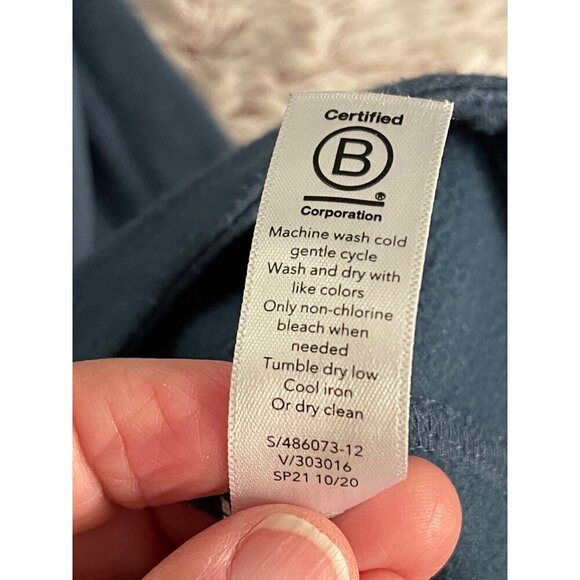 Certified
B
®
Corporation
Machine wash cold
gentle cycle
Wash and dry with
like colors
Only non-chlorine
bleach when
needed
Tumble dry low
Cool iron
Or dry clean
S/486073-12
V/303016
SP21 10/20